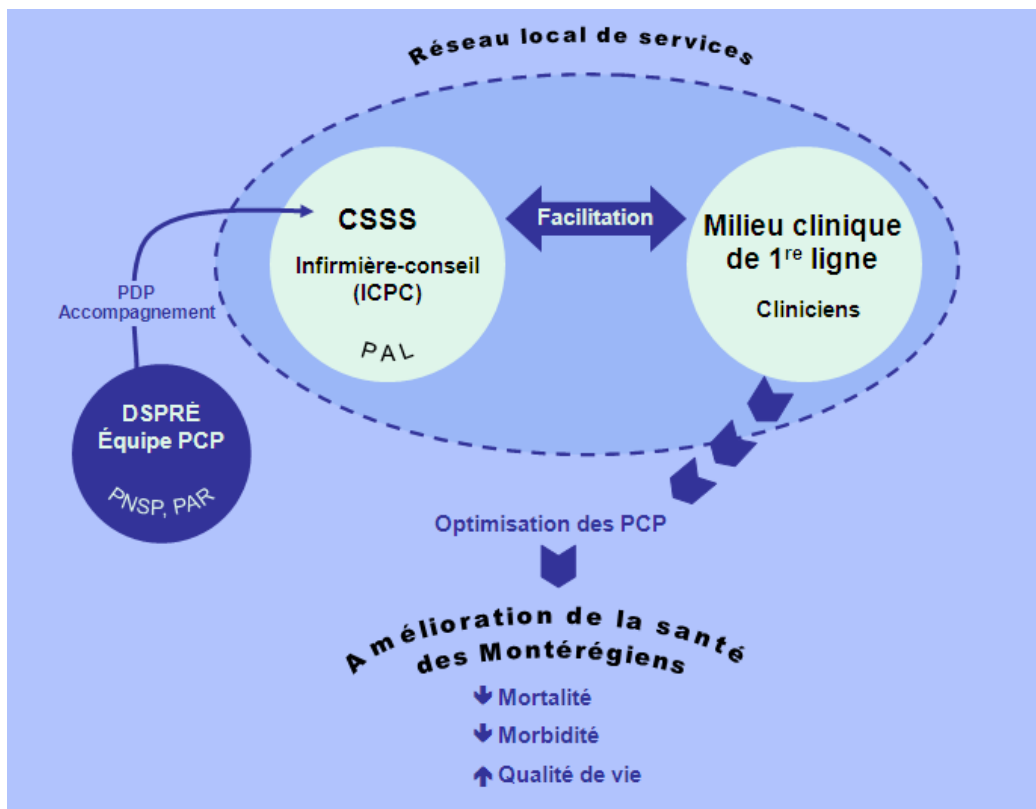 Réseau local de services
CSSS
Infirmière-conseil
(ICPC)
PAL
Facilitation
Milieu clinique
de 1re ligne
Cliniciens
PDP
Accompagnement
DSPRÉ
Équipe PCP
PNSP, PAR
Optimisation des PCP
Amélioration de la santé
des Montérégiens
Mortalité
Morbidité
Qualité de vie